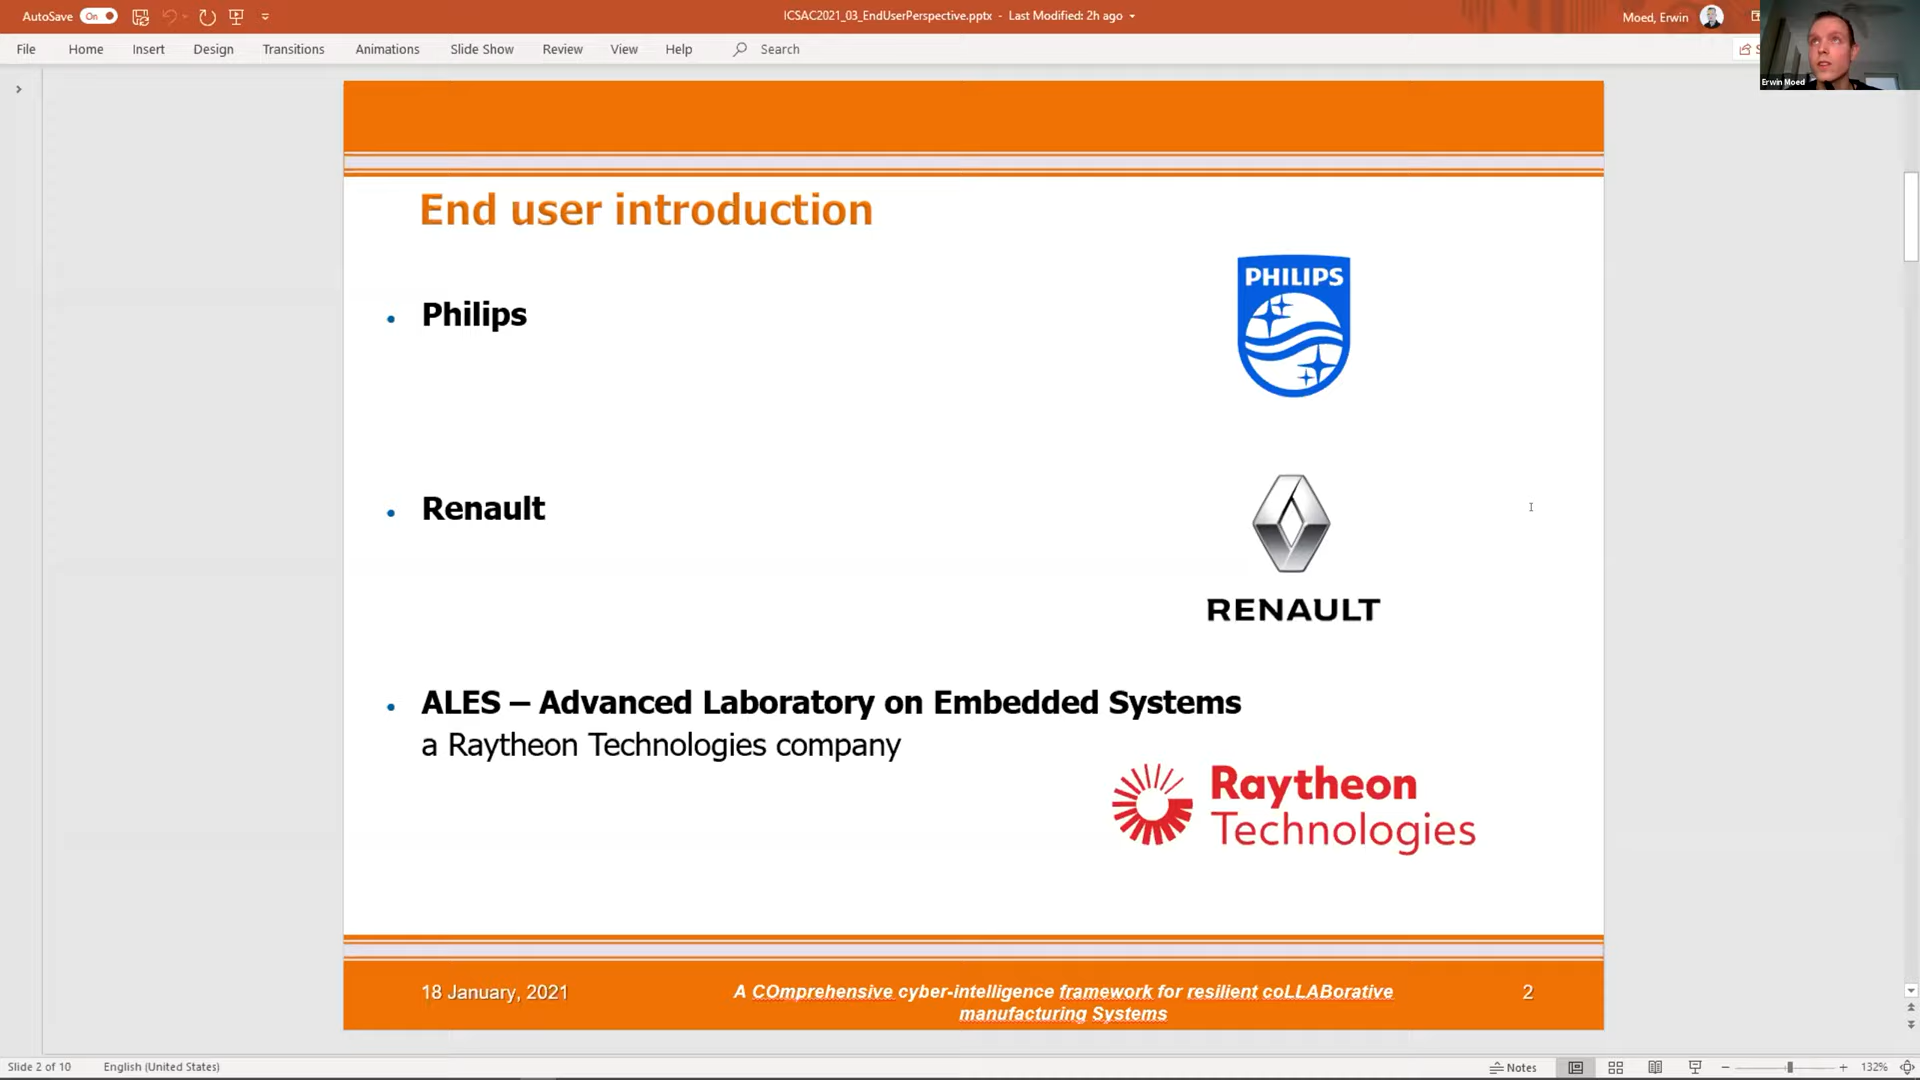 AutoSave On ICSAC2021_03_EndUserPerspective.pptx - Last Modified: 2h ago Moed, Erwin
File Home Insert Design Transitions Animations Slide Show Review View Help Search
Erwin Moed
End user introduction
PHILIPS
• Philips
• Renault
RENAULT
• ALES – Advanced Laboratory on Embedded Systems
a Raytheon Technologies company
Raytheon
Technologies
18 January, 2021
A COmprehensive cyber-intelligence framework for resilient coLLABorative
manufacturing Systems
2
Slide 2 of 10 English (United States) Notes 132%